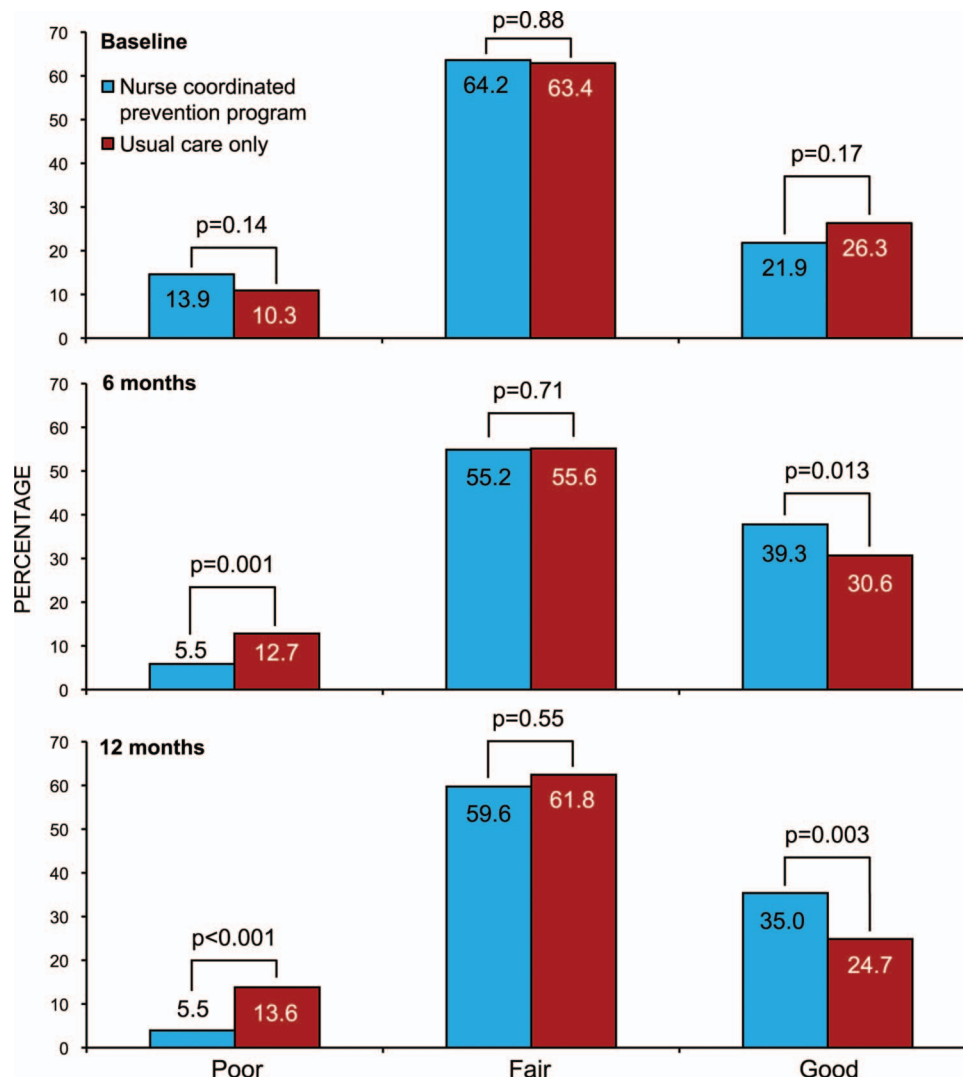 PERCENTAGE
Baseline
Nurse coordinated
prevention program
Usual care only
70
60
50
40
30
20
10
0
p=0.14
13.9
10.3
p=0.88
64.2
63.4
p=0.17
21.9
26.3
6 months
70
60
50
40
30
20
10
0
p=0.001
5.5
12.7
p=0.71
55.2
55.6
p=0.013
39.3
30.6
12 months
70
60
50
40
30
20
10
0
p<0.001
5.5
13.6
p=0.55
59.6
61.8
p=0.003
35.0
24.7
Poor
Fair
Good